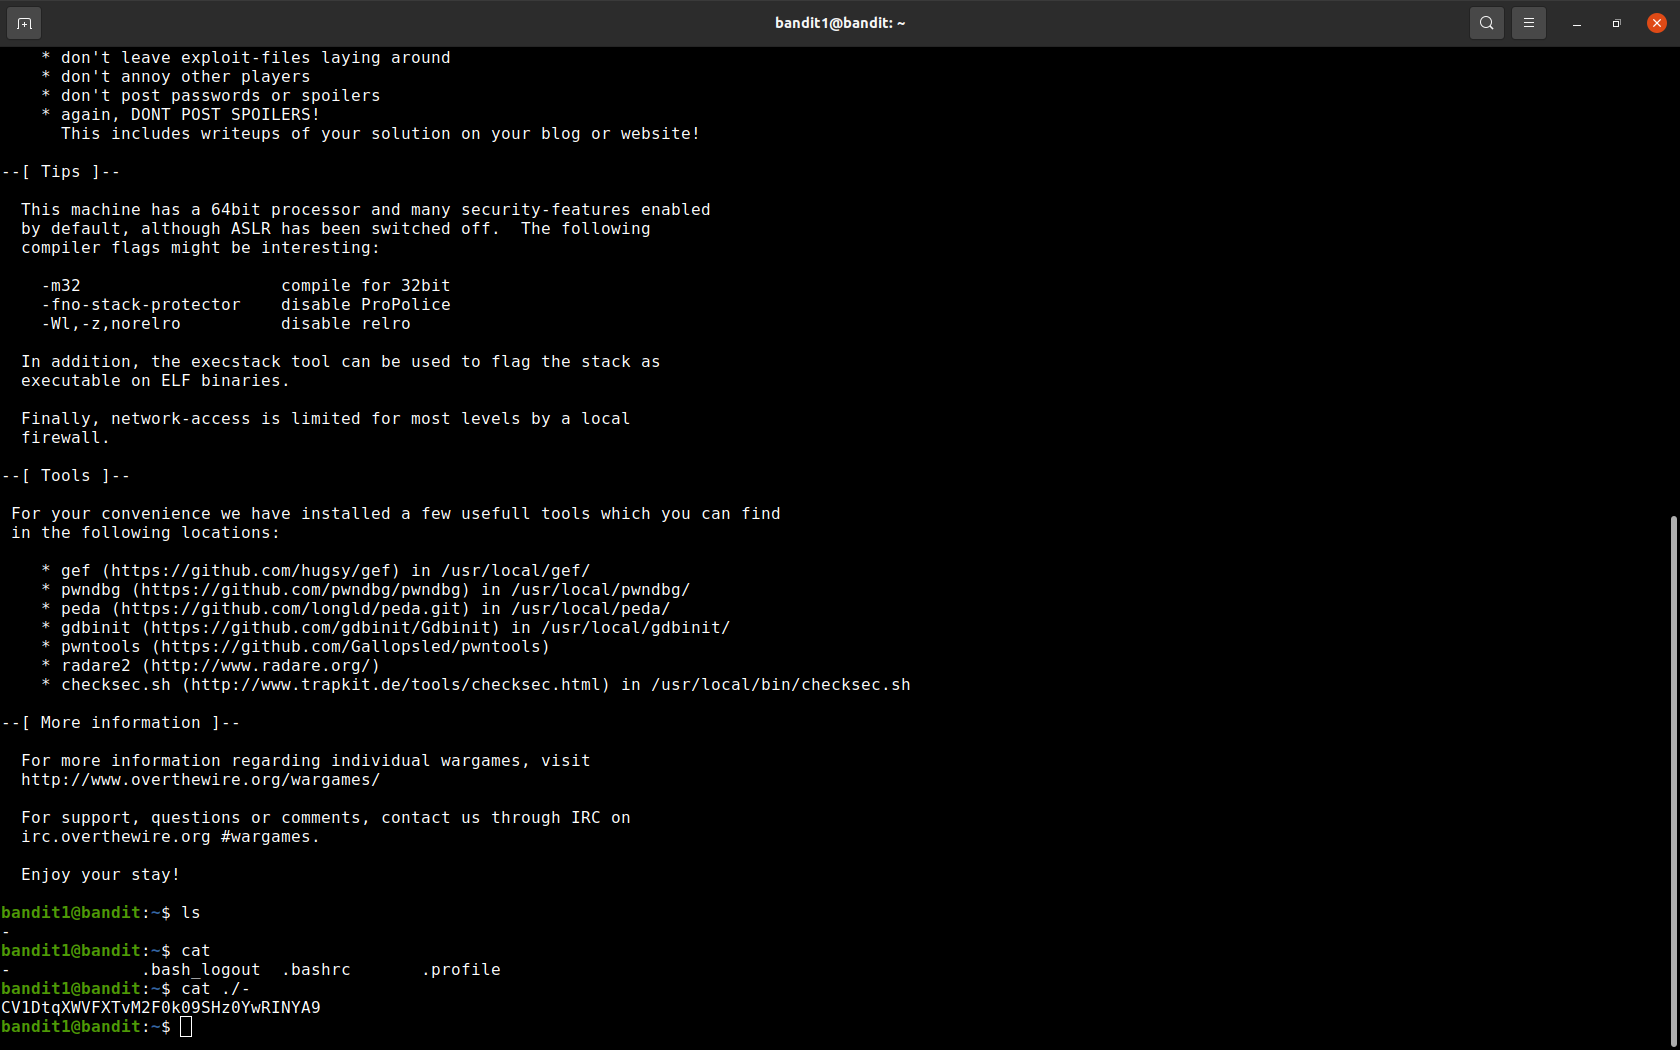 bandit1@bandit: ~
* don't leave exploit-files laying around
* don't annoy other players
* don't post passwords or spoilers
* again, DONT POST SPOILERS!
This includes writeups of your solution on your blog or website!
--[ Tips ]--
This machine has a 64bit processor and many security-features enabled
by default, although ASLR has been switched off.  The following
compiler flags might be interesting:
-m32                    compile for 32bit
-fno-stack-protector    disable ProPolice
-Wl,-z,norelro          disable relro
In addition, the execstack tool can be used to flag the stack as
executable on ELF binaries.
Finally, network-access is limited for most levels by a local
firewall.
--[ Tools ]--
For your convenience we have installed a few usefull tools which you can find
in the following locations:
* gef (https://github.com/hugsy/gef) in /usr/local/gef/
* pwndbg (https://github.com/pwndbg/pwndbg) in /usr/local/pwndbg/
* peda (https://github.com/longld/peda.git) in /usr/local/peda/
* gdbinit (https://github.com/gdbinit/Gdbinit) in /usr/local/gdbinit/
* pwntools (https://github.com/Gallopsled/pwntools)
* radare2 (http://www.radare.org/)
* checksec.sh (http://www.trapkit.de/tools/checksec.html) in /usr/local/bin/checksec.sh
--[ More information ]--
For more information regarding individual wargames, visit
http://www.overthewire.org/wargames/
For support, questions or comments, contact us through IRC on
irc.overthewire.org #wargames.
Enjoy your stay!
bandit1@bandit:~$ ls
-
bandit1@bandit:~$ cat
-             .bash_logout  .bashrc       .profile
bandit1@bandit:~$ cat ./-
CV1DtqXWVFXTvM2F0k09SHz0YwRINYA9
bandit1@bandit:~$